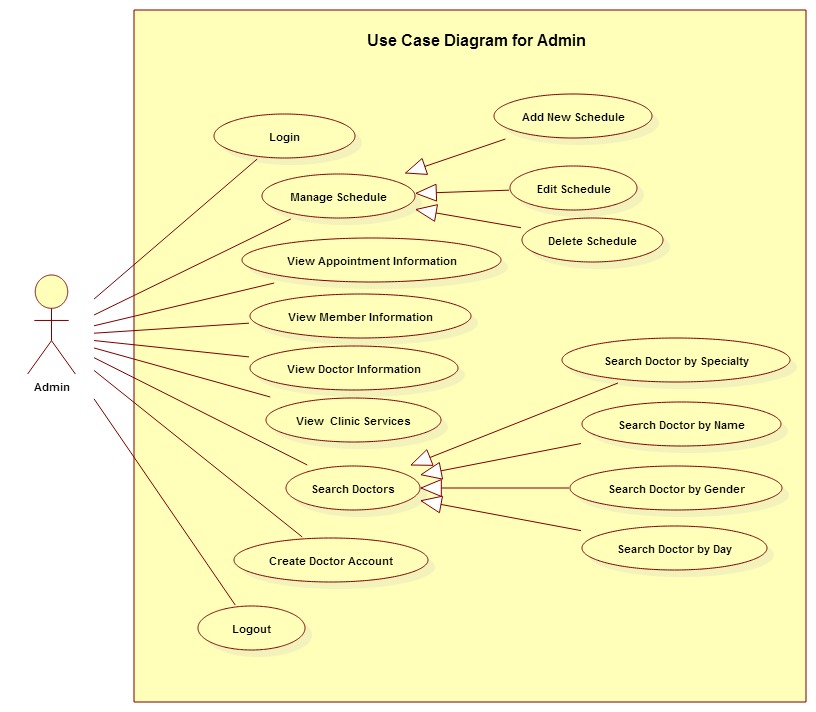 Use Case Diagram for Admin
Add New Schedule
Login
Edit Schedule
Manage Schedule
Delete Schedule
View Appointment Information
View Member Information
Search Doctor by Specialty
View Doctor Information
Admin
View  Clinic Services
Search Doctor by Name
Search Doctors
Search Doctor by Gender
Search Doctor by Day
Create Doctor Account
Logout